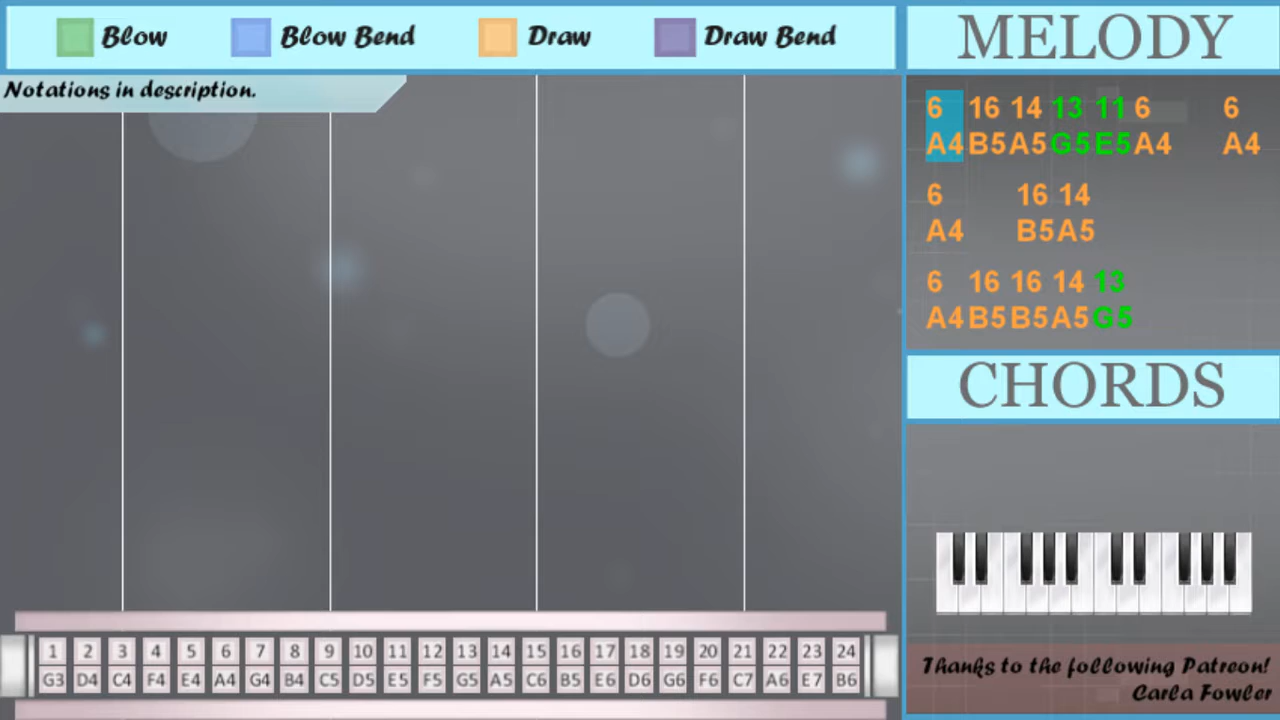 Blow Blow Bend Draw Draw Bend
Notations in description.
MELODY
6 16 14 13 11 6 6
A4 B5 A5 G5 E5 A4 A4
6 16 14
A4 B5 A5
6 16 16 14 13
A4 B5 B5 A5 G5
CHORDS
1 2 3 4 5 6 7 8 9 10 11 12 13 14 15 16 17 18 19 20 21 22 23 24
G3 D4 C4 F4 E4 A4 G4 B4 C5 D5 E5 F5 G5 A5 C6 B5 E6 D6 G6 F6 C7 A6 E7 B6
Thanks to the following Patreon!
Carla Fowler